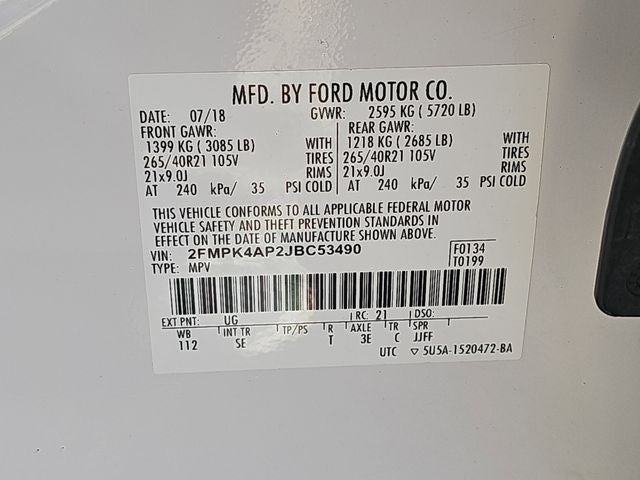 MFD. BY FORD MOTOR CO.
DATE: 07/18 GVWR: 2595 KG ( 5720 LB)
FRONT GAWR: REAR GAWR:
1399 KG ( 3085 LB) WITH 1218 KG ( 2685 LB) WITH
265/40R21 105V TIRES 265/40R21 105V TIRES
21x9.0J RIMS 21x9.0J RIMS
AT 240 kPa/ 35 PSI COLD AT 240 kPa/ 35 PSI COLD
THIS VEHICLE CONFORMS TO ALL APPLICABLE FEDERAL MOTOR
VEHICLE SAFETY AND THEFT PREVENTION STANDARDS IN
EFFECT ON THE DATE OF MANUFACTURE SHOWN ABOVE.
VIN: 2FMPK4AP2JBC53490 F0134
TYPE: MPV T0199
EXT PNT: UG RC: 21 DSO:
WB INT TR TP/PS R AXLE TR SPR
112 SE T 3E C JJFF
UTC ▽ 5U5A-1520472-BA